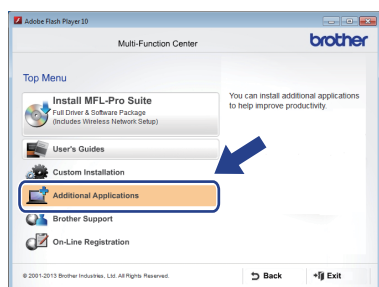 Adobe Flash Player 10
Multi-Function Center
brother
Top Menu
Install MFL-Pro Suite
Full Driver & Software Package
(Includes Wireless Network Setup)
You can install additional applications
to help improve productivity.
User's Guides
Custom Installation
Additional Applications
Brother Support
On-Line Registration
© 2001-2013 Brother Industries, Ltd. All Rights Reserved.
Back
Exit